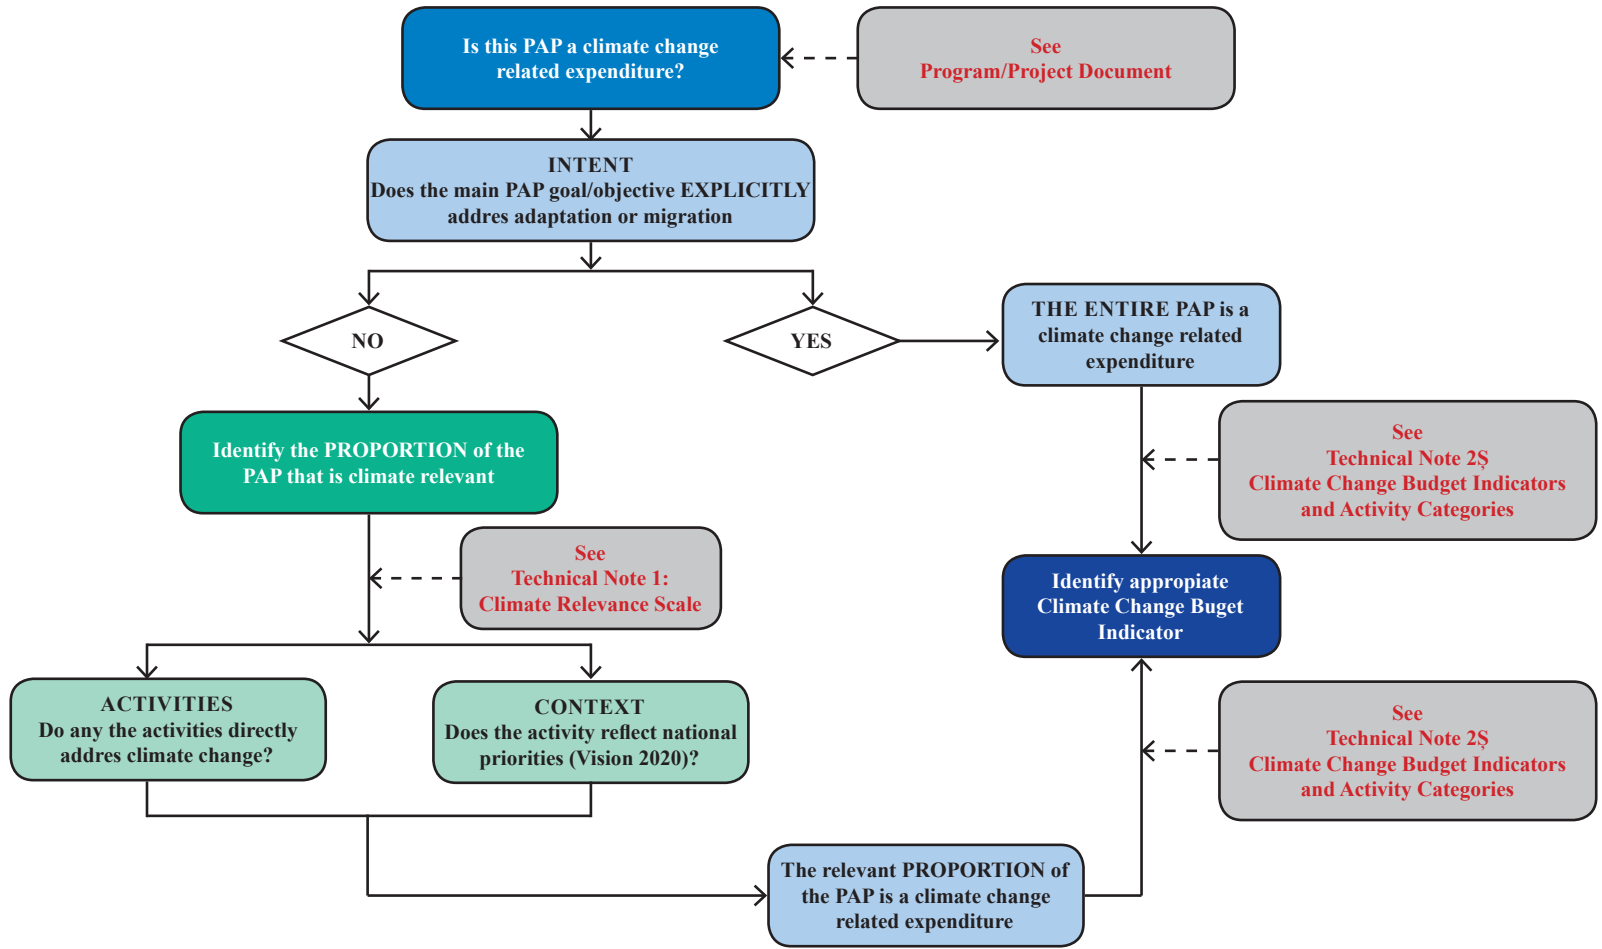 Is this PAP a climate change
related expenditure?
See
Program/Project Document
INTENT
Does the main PAP goal/objective EXPLICITLY
addres adaptation or migration
NO
YES
THE ENTIRE PAP is a
climate change related
expenditure
Identify the PROPORTION of the
PAP that is climate relevant
See
Technical Note 2Ş
Climate Change Budget Indicators
and Activity Categories
See
Technical Note 1:
Climate Relevance Scale
Identify appropiate
Climate Change Buget
Indicator
ACTIVITIES
Do any the activities directly
addres climate change?
CONTEXT
Does the activity reflect national
priorities (Vision 2020)?
See
Technical Note 2Ş
Climate Change Budget Indicators
and Activity Categories
The relevant PROPORTION of
the PAP is a climate change
related expenditure